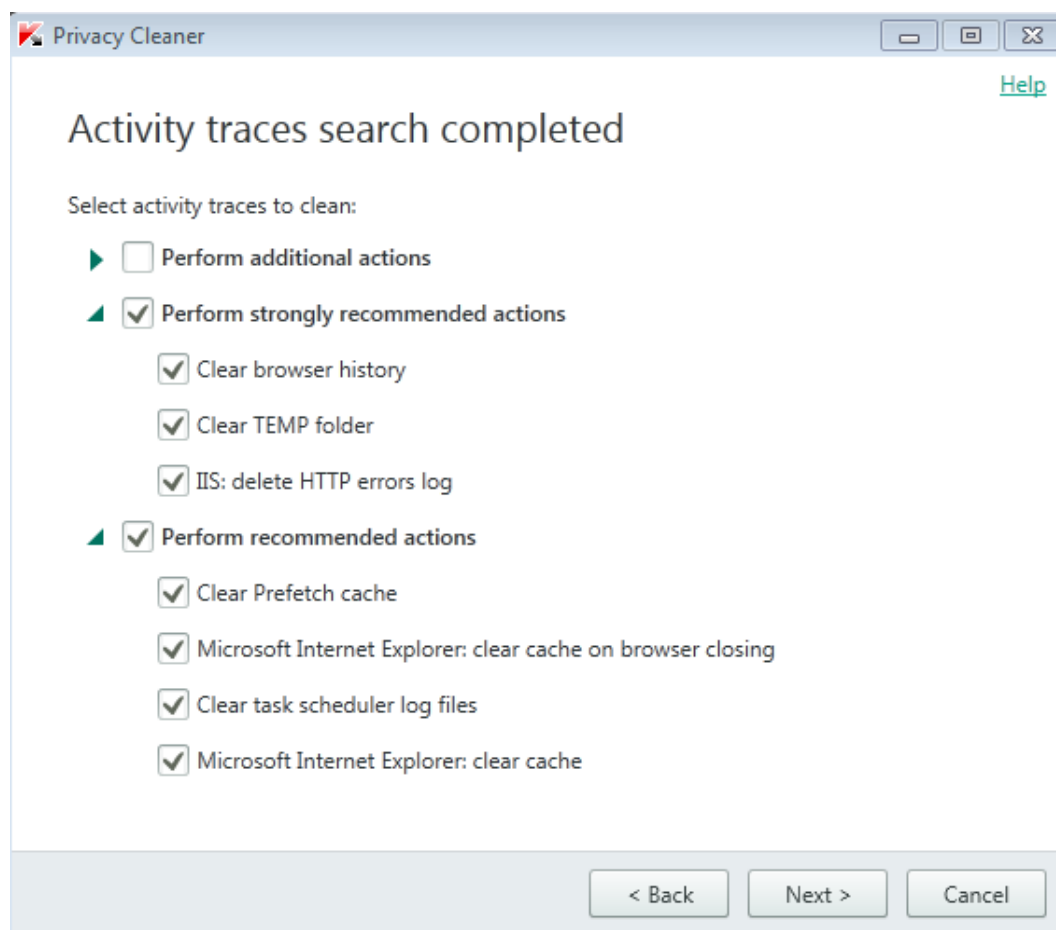 Privacy Cleaner
Help
Activity traces search completed
Select activity traces to clean:
Perform additional actions
Perform strongly recommended actions
Clear browser history
Clear TEMP folder
IIS: delete HTTP errors log
Perform recommended actions
Clear Prefetch cache
Microsoft Internet Explorer: clear cache on browser closing
Clear task scheduler log files
Microsoft Internet Explorer: clear cache
< Back Next > Cancel